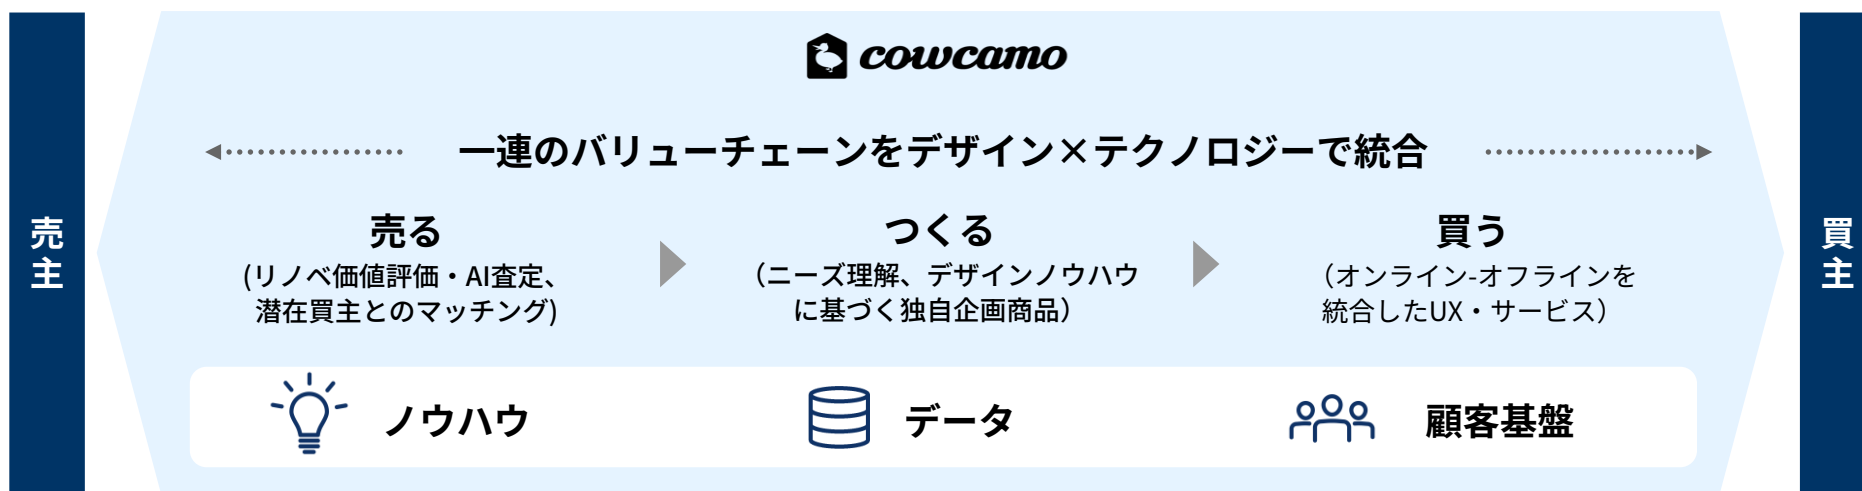 cowcamo
一連のバリューチェーンをデザイン×テクノロジーで統合
売主
売る
(リノベ価値評価・AI査定、
潜在買主とのマッチング)
つくる
（ニーズ理解、デザインノウハウ
に基づく独自企画商品）
買う
（オンライン-オフラインを
統合したUX・サービス）
買主
ノウハウ
データ
顧客基盤